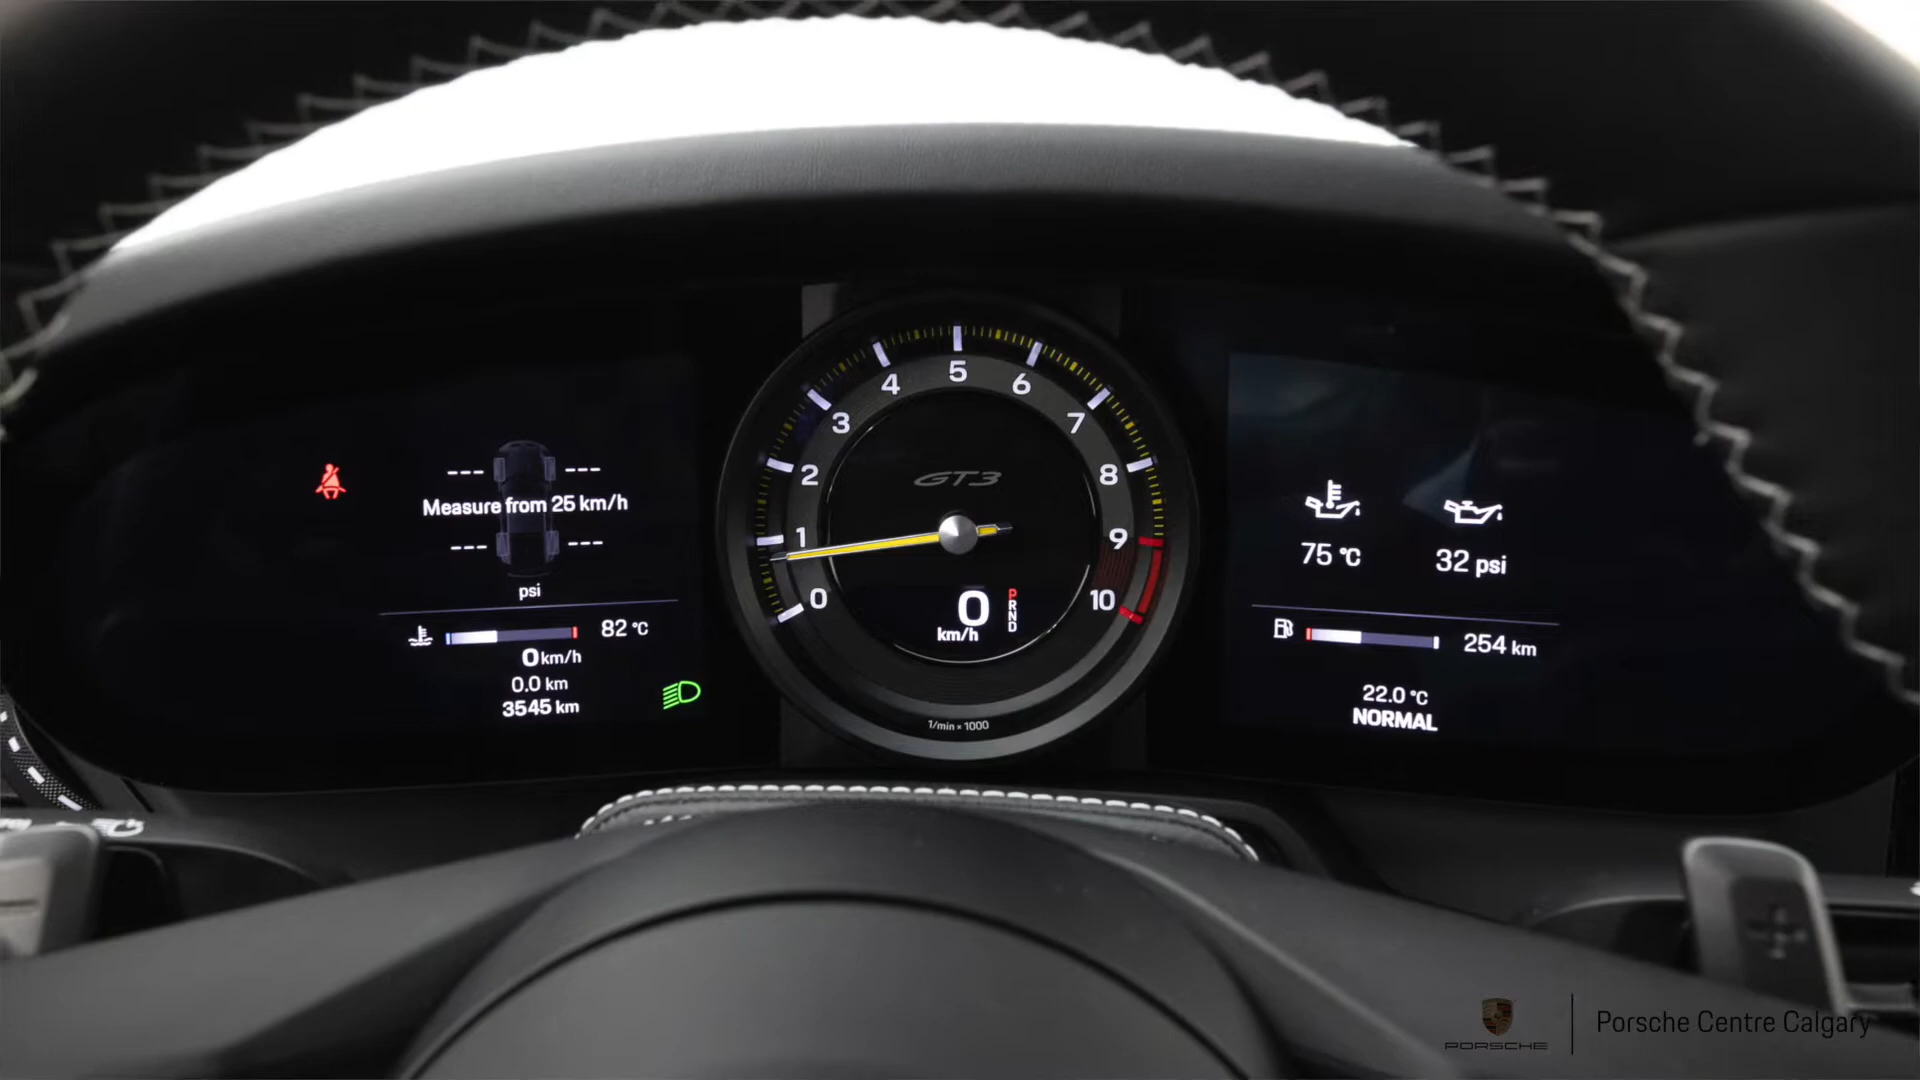 --- ---
Measure from 25 km/h
--- ---
psi
82 °C
0 km/h
0.0 km
3545 km
0
1
2
3
4
5
6
7
8
9
10
GT3
0
km/h
P
R
N
D
1/min × 1000
75 °C
32 psi
254 km
22.0 °C
NORMAL
PORSCHE
Porsche Centre Calgary